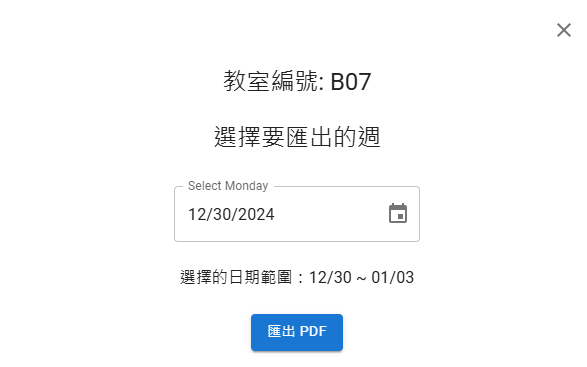 教室編號: B07
選擇要匯出的週
Select Monday
12/30/2024
選擇的日期範圍：12/30 ~ 01/03
匯出 PDF